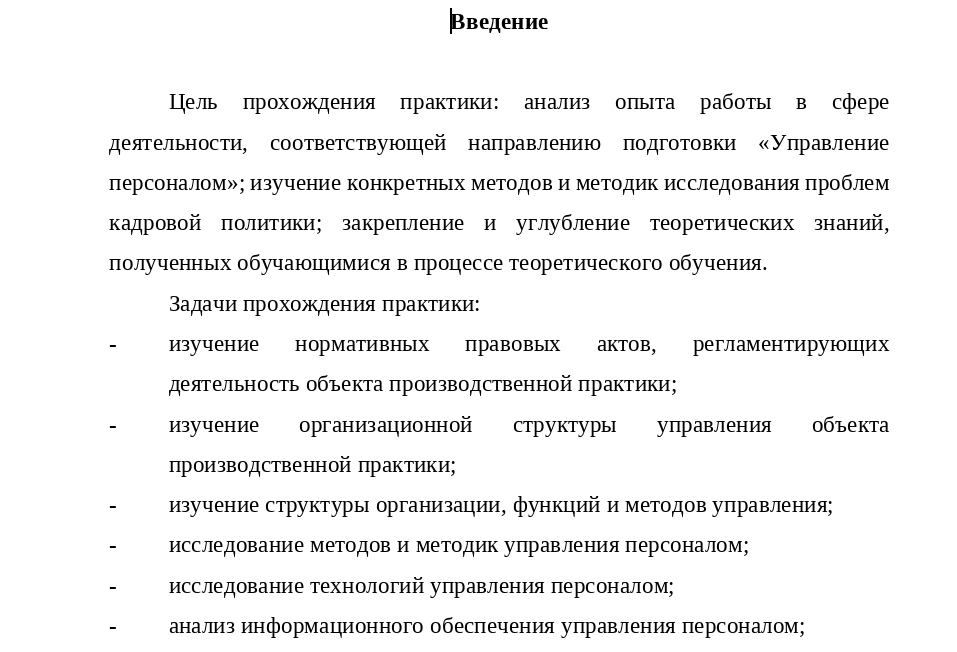 Введение
Цель прохождения практики: анализ опыта работы в сфере
деятельности, соответствующей направлению подготовки «Управление
персоналом»; изучение конкретных методов и методик исследования проблем
кадровой политики; закрепление и углубление теоретических знаний,
полученных обучающимися в процессе теоретического обучения.
Задачи прохождения практики:
- изучение нормативных правовых актов, регламентирующих
деятельность объекта производственной практики;
- изучение организационной структуры управления объекта
производственной практики;
- изучение структуры организации, функций и методов управления;
- исследование методов и методик управления персоналом;
- исследование технологий управления персоналом;
- анализ информационного обеспечения управления персоналом;